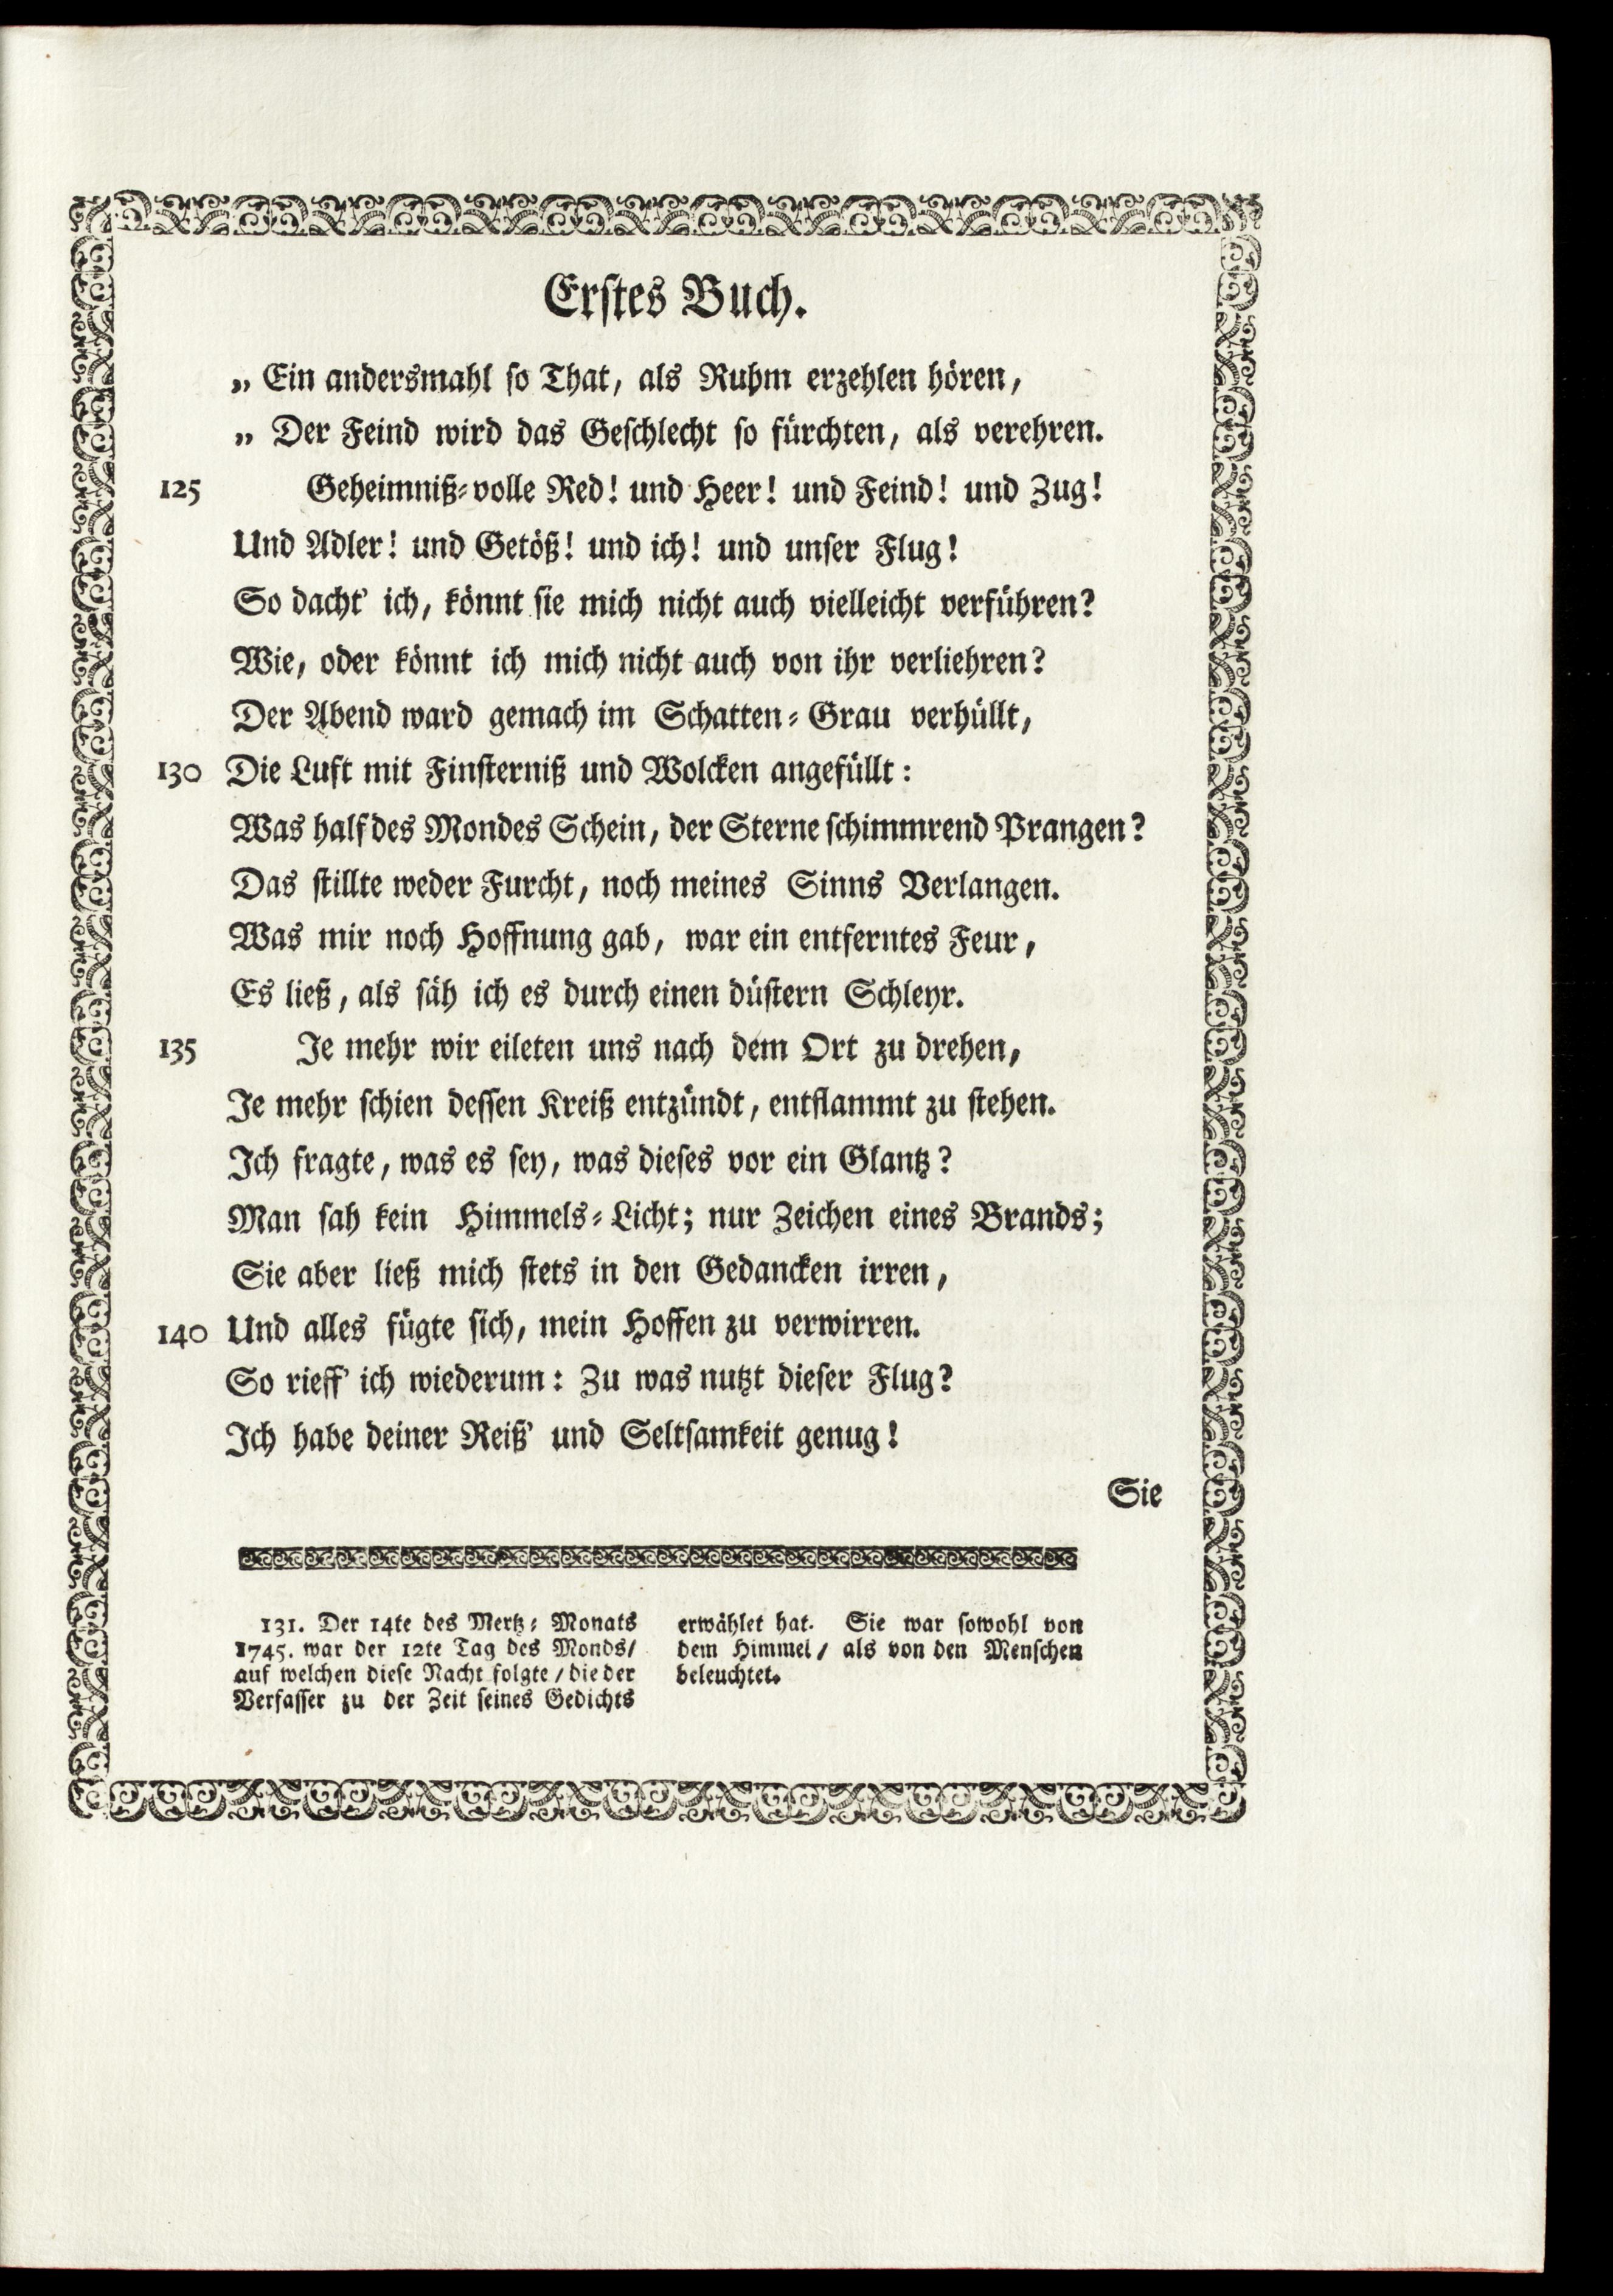 Erstes Buch.
„ Ein andersmahl so That, als Ruhm erzehlen hören,
„ Der Feind wird das Geschlecht so fürchten, als verehren.
125 Geheimniß-volle Red! und Heer! und Feind! und Zug!
Und Adler! und Getöß! und ich! und unser Flug!
So dacht' ich, könnt sie mich nicht auch vielleicht verführen?
Wie, oder könnt ich mich nicht auch von ihr verliehren?
Der Abend ward gemach im Schatten-Grau verhüllt,
130 Die Luft mit Finsterniß und Wolcken angefüllt:
Was half des Mondes Schein, der Sterne schimmrend Prangen?
Das stillte weder Furcht, noch meines Sinns Verlangen.
Was mir noch Hoffnung gab, war ein entferntes Feur,
Es ließ, als säh ich es durch einen düstern Schleyr.
135 Je mehr wir eileten uns nach dem Ort zu drehen,
Je mehr schien dessen Kreiß entzündt, entflammt zu stehen.
Ich fragte, was es sey, was dieses vor ein Glantz?
Man sah kein Himmels-Licht; nur Zeichen eines Brands;
Sie aber ließ mich stets in den Gedancken irren,
140 Und alles fügte sich, mein Hoffen zu verwirren.
So rieff' ich wiederum: Zu was nutzt dieser Flug?
Ich habe deiner Reiß' und Seltsamkeit genug!
Sie
131. Der 14te des Mertz-Monats
1745. war der 12te Tag des Monds/
auf welchen diese Nacht folgte/ die der
Verfasser zu der Zeit seines Gedichts
erwählet hat. Sie war sowohl von
dem Himmel/ als von den Menschen
beleuchtet.